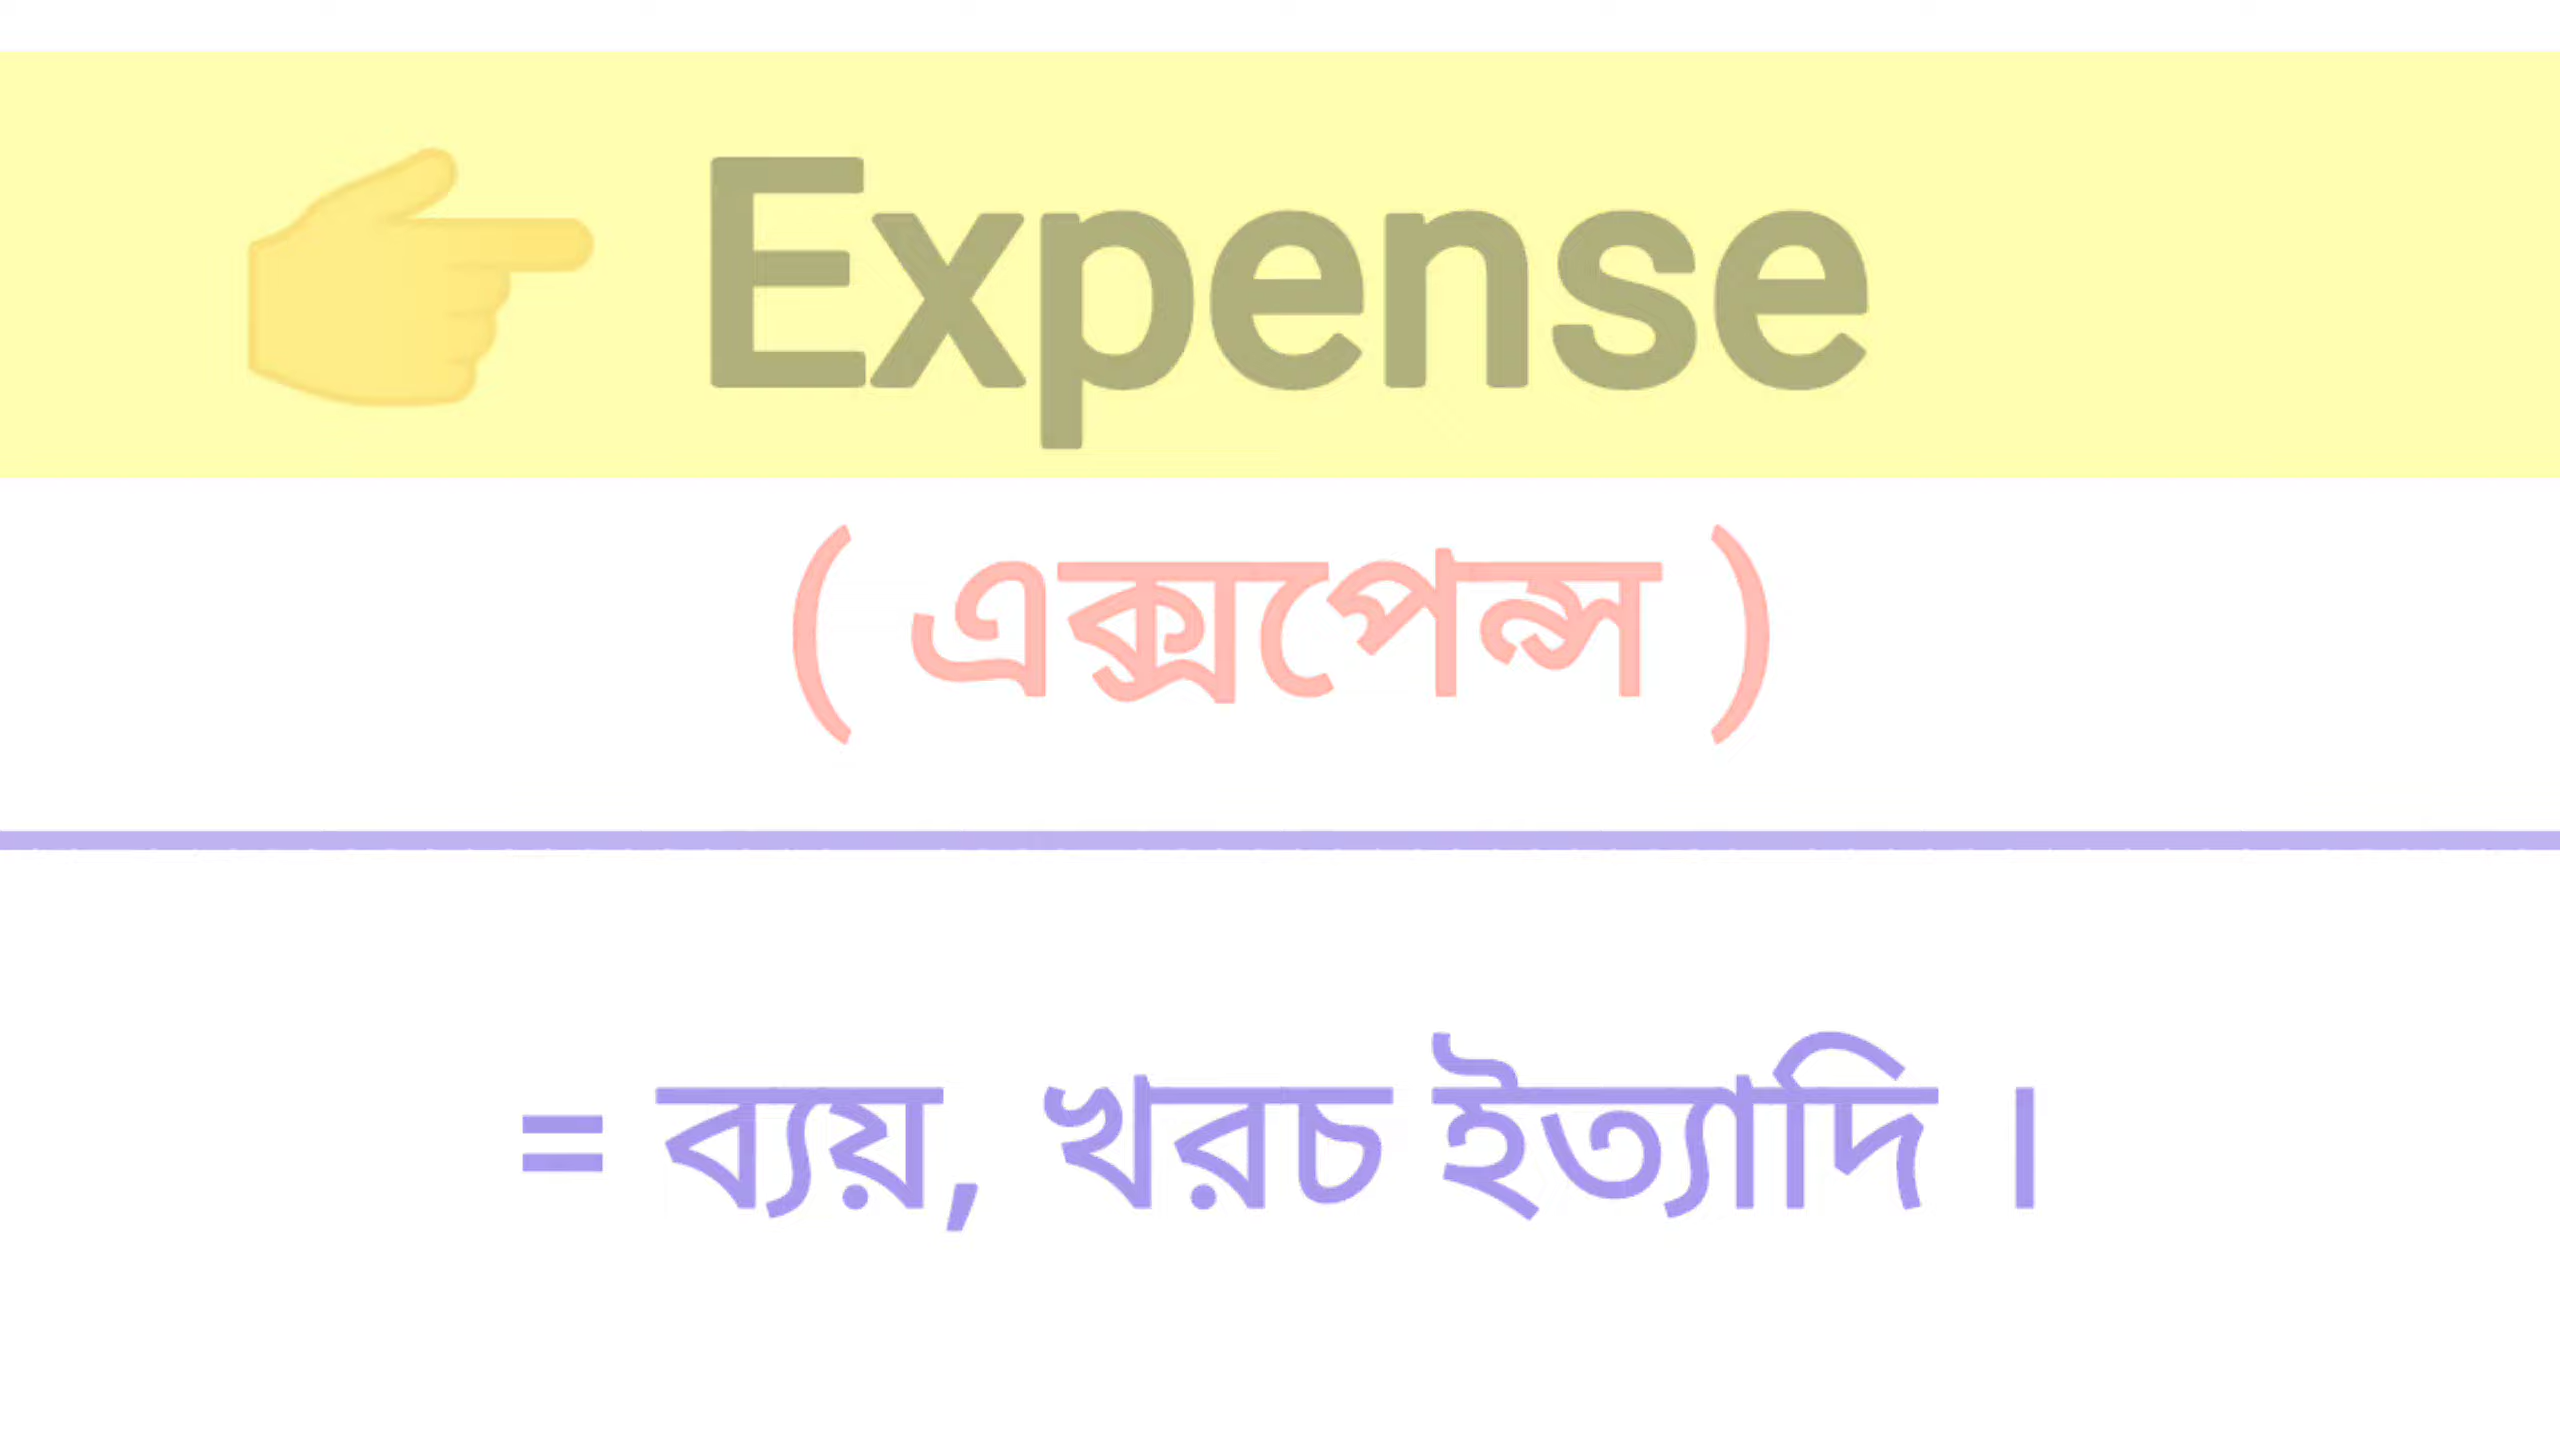 👉 Expense
( এক্সপেন্স )
= ব্যয়, খরচ ইত্যাদি ।